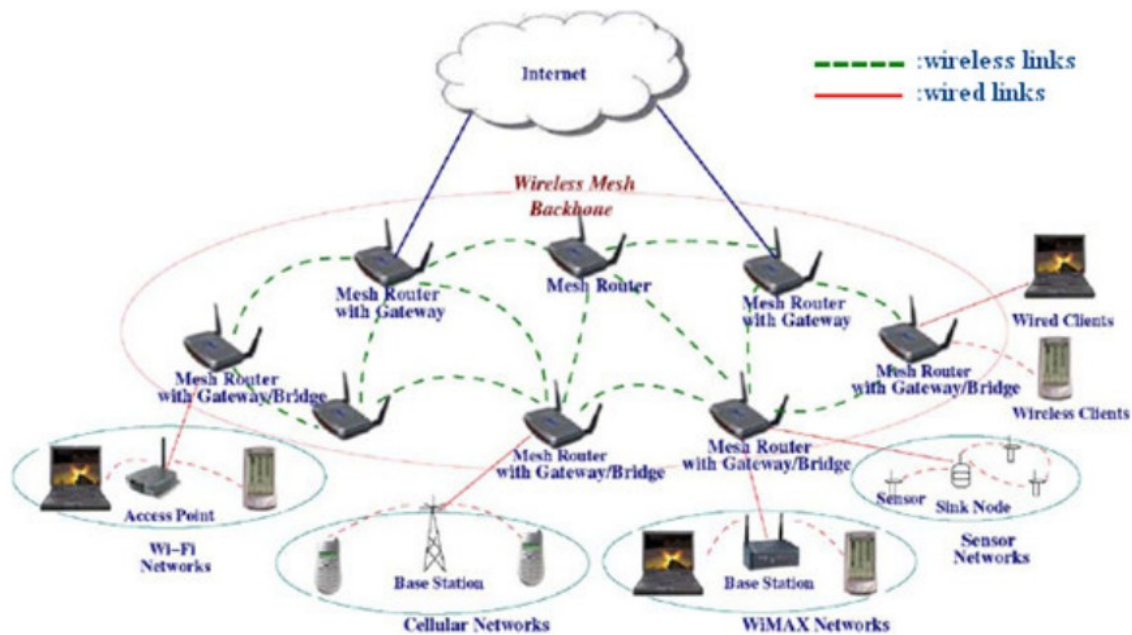 Internet
:wireless links
:wired links
Wireless Mesh
Backbone
Mesh Router
with Gateway
Mesh Router
Mesh Router
with Gateway
Wired Clients
Mesh Router
with Gateway/Bridge
Mesh Router
with Gateway/Bridge
Wireless Clients
Mesh Router
with Gateway/Bridge
Mesh Router
with Gateway/Bridge
Access Point
Wi-Fi
Networks
Sensor
Sink Node
Sensor
Networks
Base Station
Cellular Networks
Base Station
WiMAX Networks